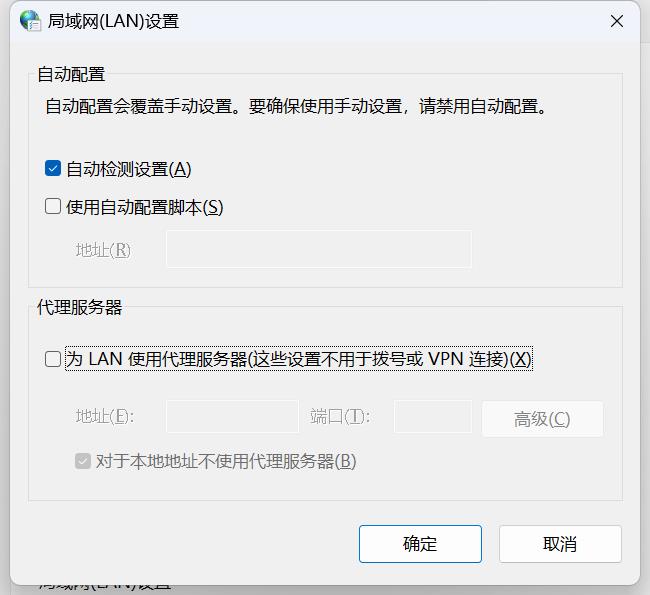 局域网(LAN)设置
自动配置
自动配置会覆盖手动设置。要确保使用手动设置，请禁用自动配置。
自动检测设置(A)
使用自动配置脚本(S)
地址(R)
代理服务器
为 LAN 使用代理服务器(这些设置不用于拨号或 VPN 连接)(X)
地址(E): 端口(T): 高级(C)
对于本地地址不使用代理服务器(B)
确定 取消
局域网(LAN)设置